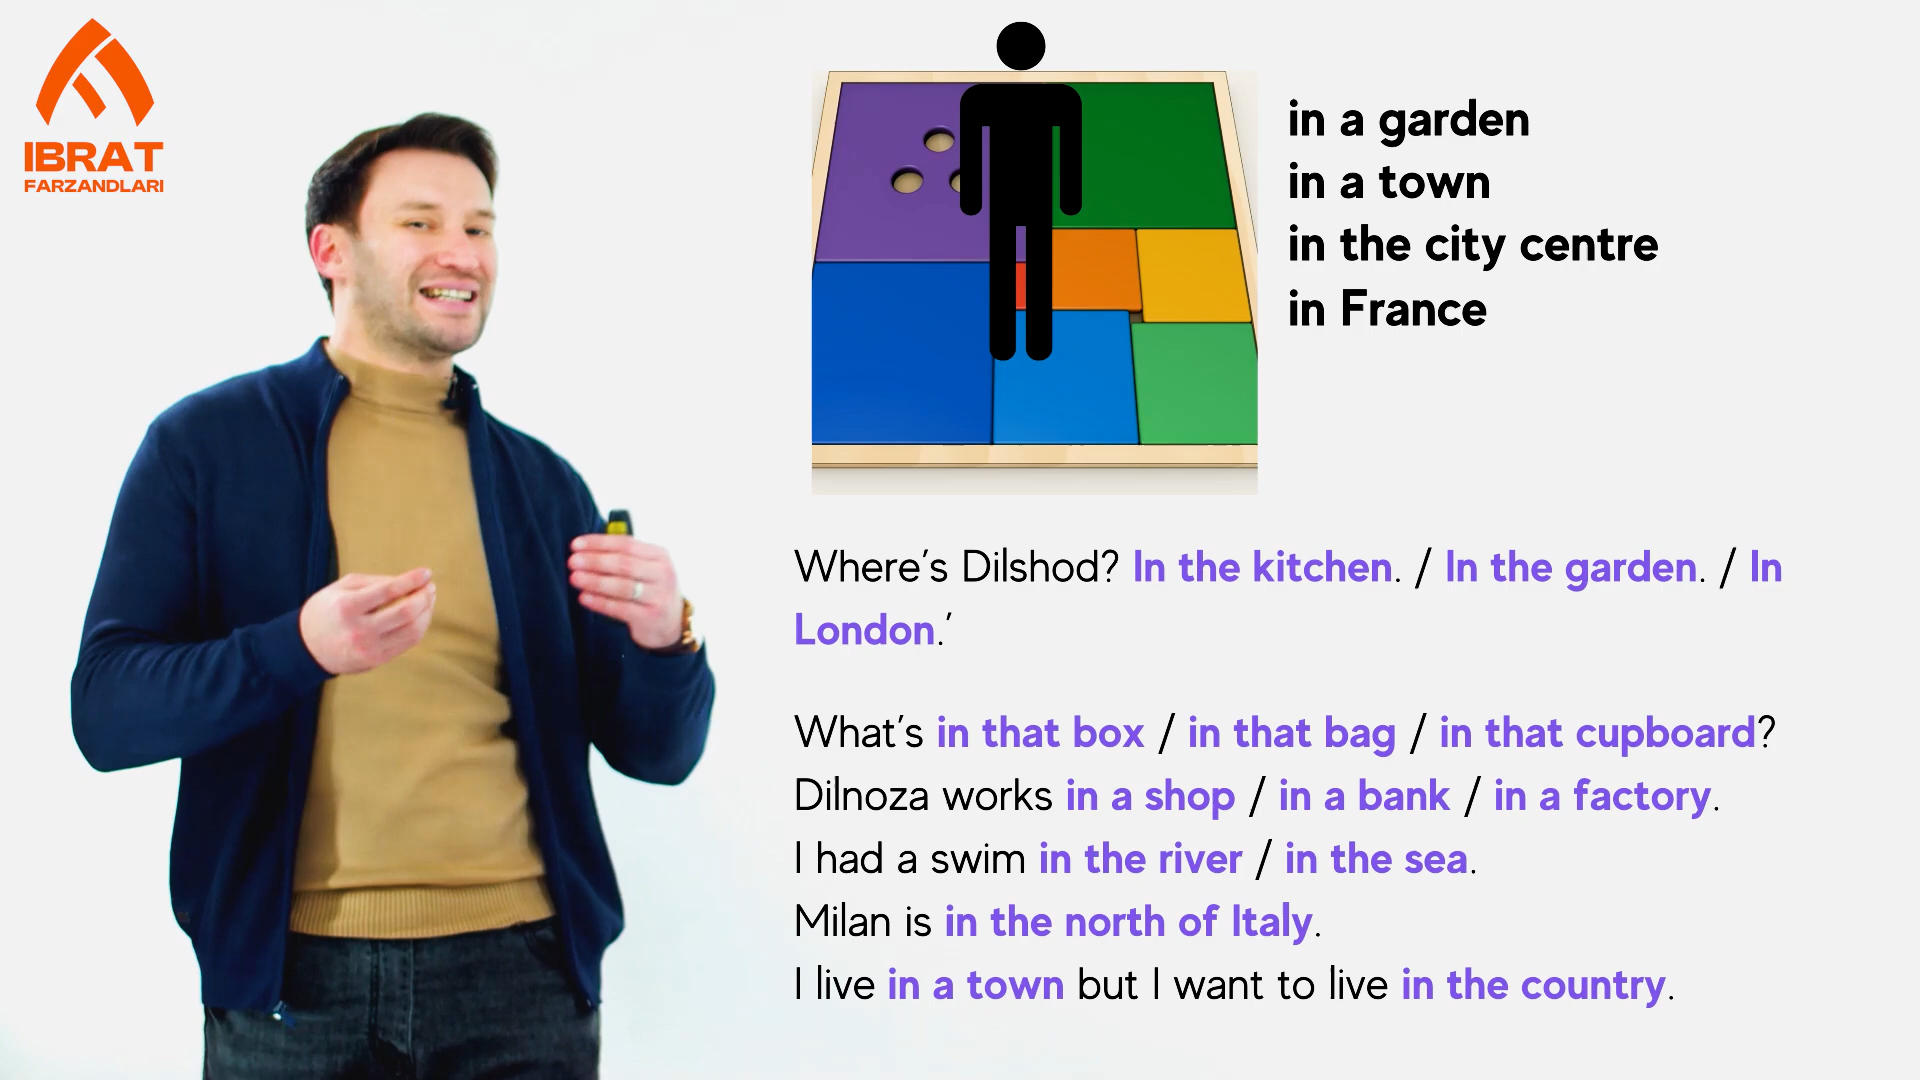 IBRAT
FARZANDLARI
in a garden
in a town
in the city centre
in France
Where's Dilshod? In the kitchen. / In the garden. / In
London.'
What's in that box / in that bag / in that cupboard?
Dilnoza works in a shop / in a bank / in a factory.
I had a swim in the river / in the sea.
Milan is in the north of Italy.
I live in a town but I want to live in the country.